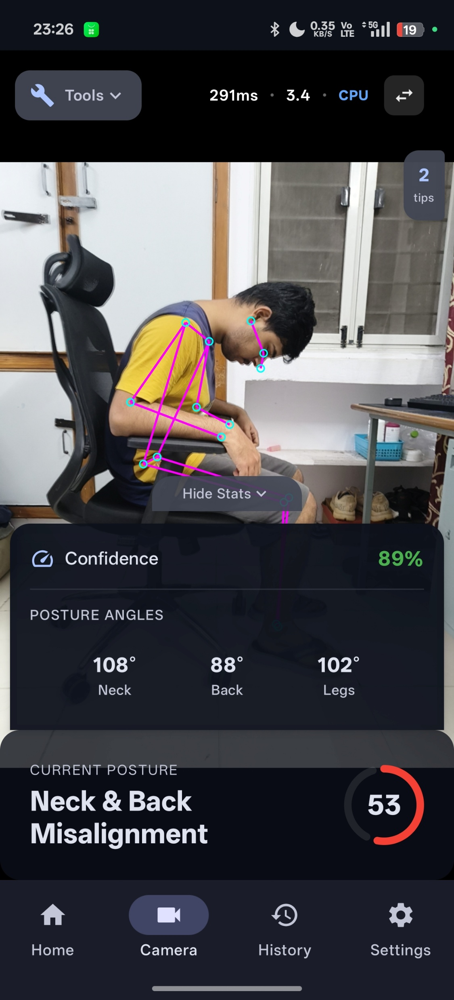 23:26
0.35
KB/S
Vo
LTE
5G
19
Tools
291ms · 3.4 · CPU
2
tips
Hide Stats
Confidence
89%
POSTURE ANGLES
108° 88° 102°
Neck Back Legs
CURRENT POSTURE
Neck & Back
Misalignment
53
Home Camera History Settings